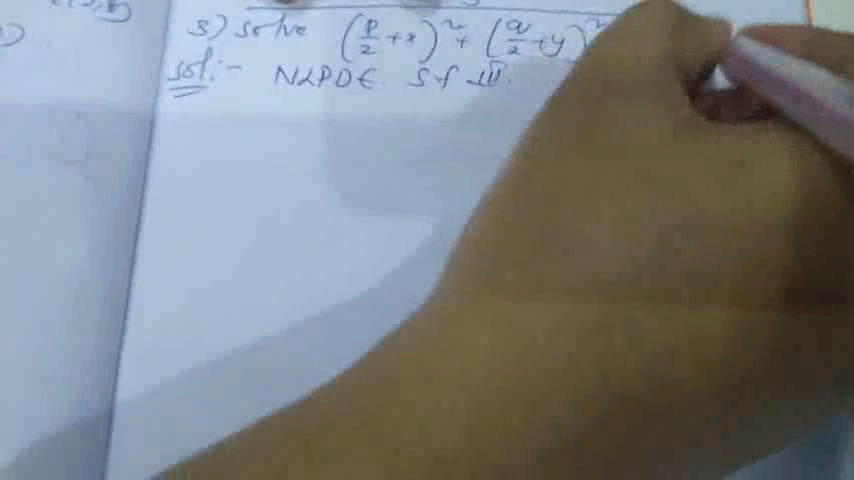 3) solve (p/2 + x)² + (q/2 + y)²
sol:- NLPDE S.f III.